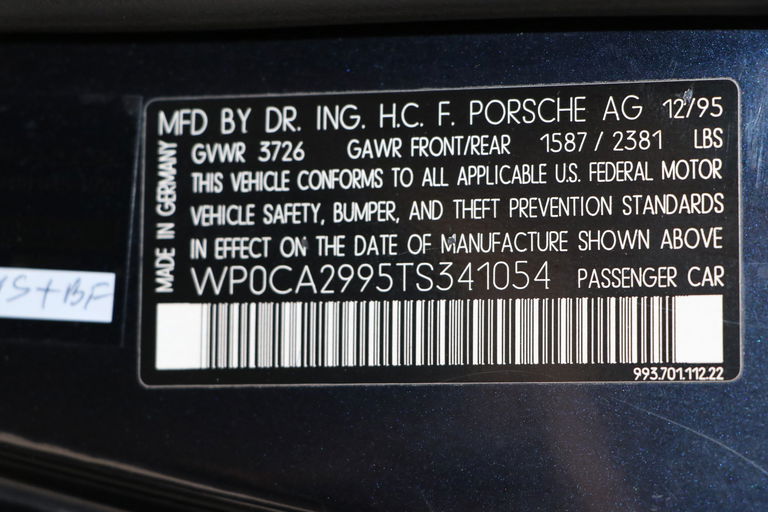 MFD BY DR. ING. H.C. F. PORSCHE AG 12/95
GVWR 3726 GAWR FRONT/REAR 1587 / 2381 LBS
THIS VEHICLE CONFORMS TO ALL APPLICABLE U.S. FEDERAL MOTOR
VEHICLE SAFETY, BUMPER, AND THEFT PREVENTION STANDARDS
IN EFFECT ON THE DATE OF MANUFACTURE SHOWN ABOVE
WP0CA2995TS341054 PASSENGER CAR
993.701.112.22
MADE IN GERMANY